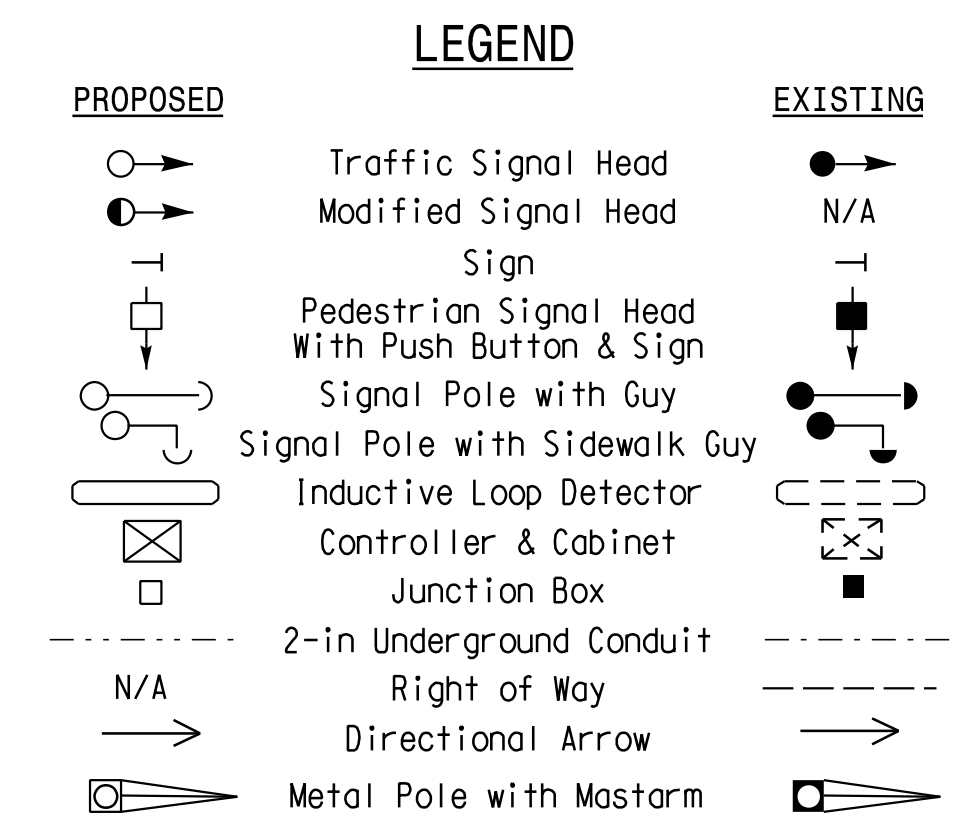 LEGEND
PROPOSED EXISTING
Traffic Signal Head
Modified Signal Head N/A
Sign
Pedestrian Signal Head
With Push Button & Sign
Signal Pole with Guy
Signal Pole with Sidewalk Guy
Inductive Loop Detector
Controller & Cabinet
Junction Box
2-in Underground Conduit
N/A Right of Way
Directional Arrow
Metal Pole with Mastarm